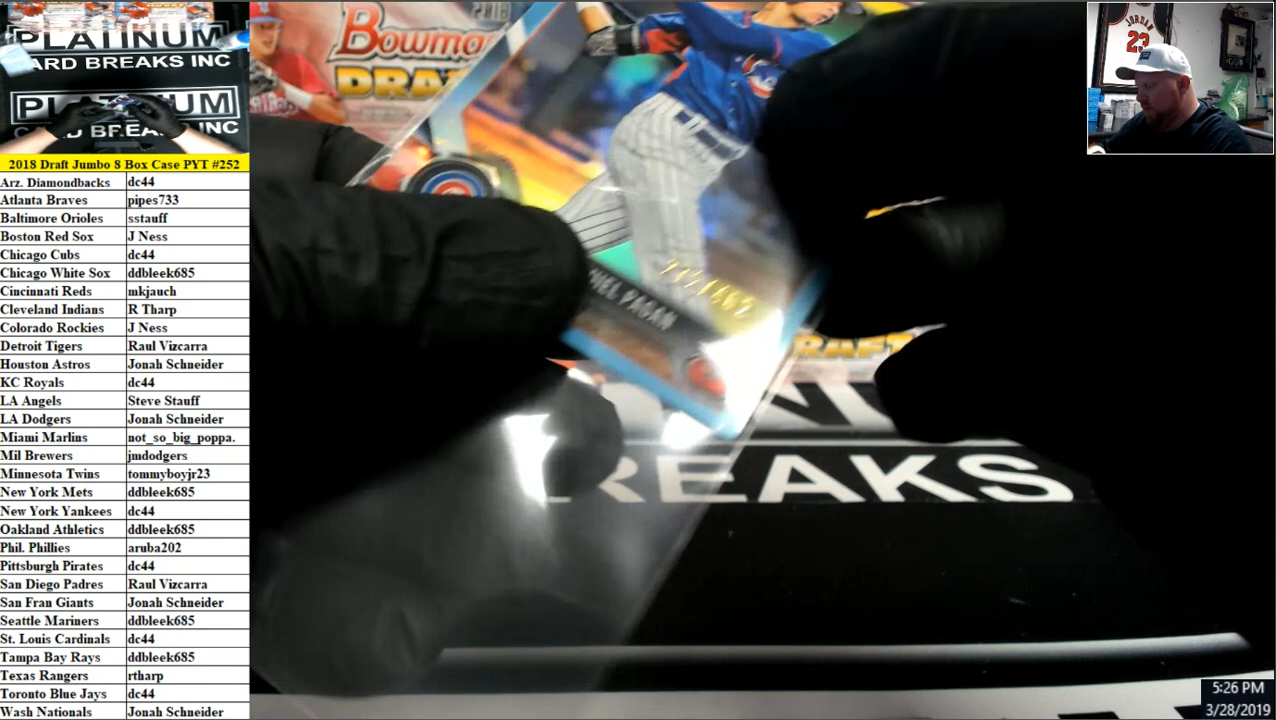 PLATINUM
ARD BREAKS INC
PLATINUM
CARD BREAKS INC
2018 Draft Jumbo 8 Box Case PYT #252
Arz. Diamondbacks dc44
Atlanta Braves pipes733
Baltimore Orioles sstauff
Boston Red Sox J Ness
Chicago Cubs dc44
Chicago White Sox ddbleek685
Cincinnati Reds mkjauch
Cleveland Indians R Tharp
Colorado Rockies J Ness
Detroit Tigers Raul Vizcarra
Houston Astros Jonah Schneider
KC Royals dc44
LA Angels Steve Stauff
LA Dodgers Jonah Schneider
Miami Marlins not_so_big_poppa.
Mil Brewers jmdodgers
Minnesota Twins tommyboyjr23
New York Mets ddbleek685
New York Yankees dc44
Oakland Athletics ddbleek685
Phil. Phillies aruba202
Pittsburgh Pirates dc44
San Diego Padres Raul Vizcarra
San Fran Giants Jonah Schneider
Seattle Mariners ddbleek685
St. Louis Cardinals dc44
Tampa Bay Rays ddbleek685
Texas Rangers rtharp
Toronto Blue Jays dc44
Wash Nationals Jonah Schneider
2018
Bowma
DRA
PAGAN
RAFT
REAKS
JORDAN
23
5:26 PM
3/28/2019